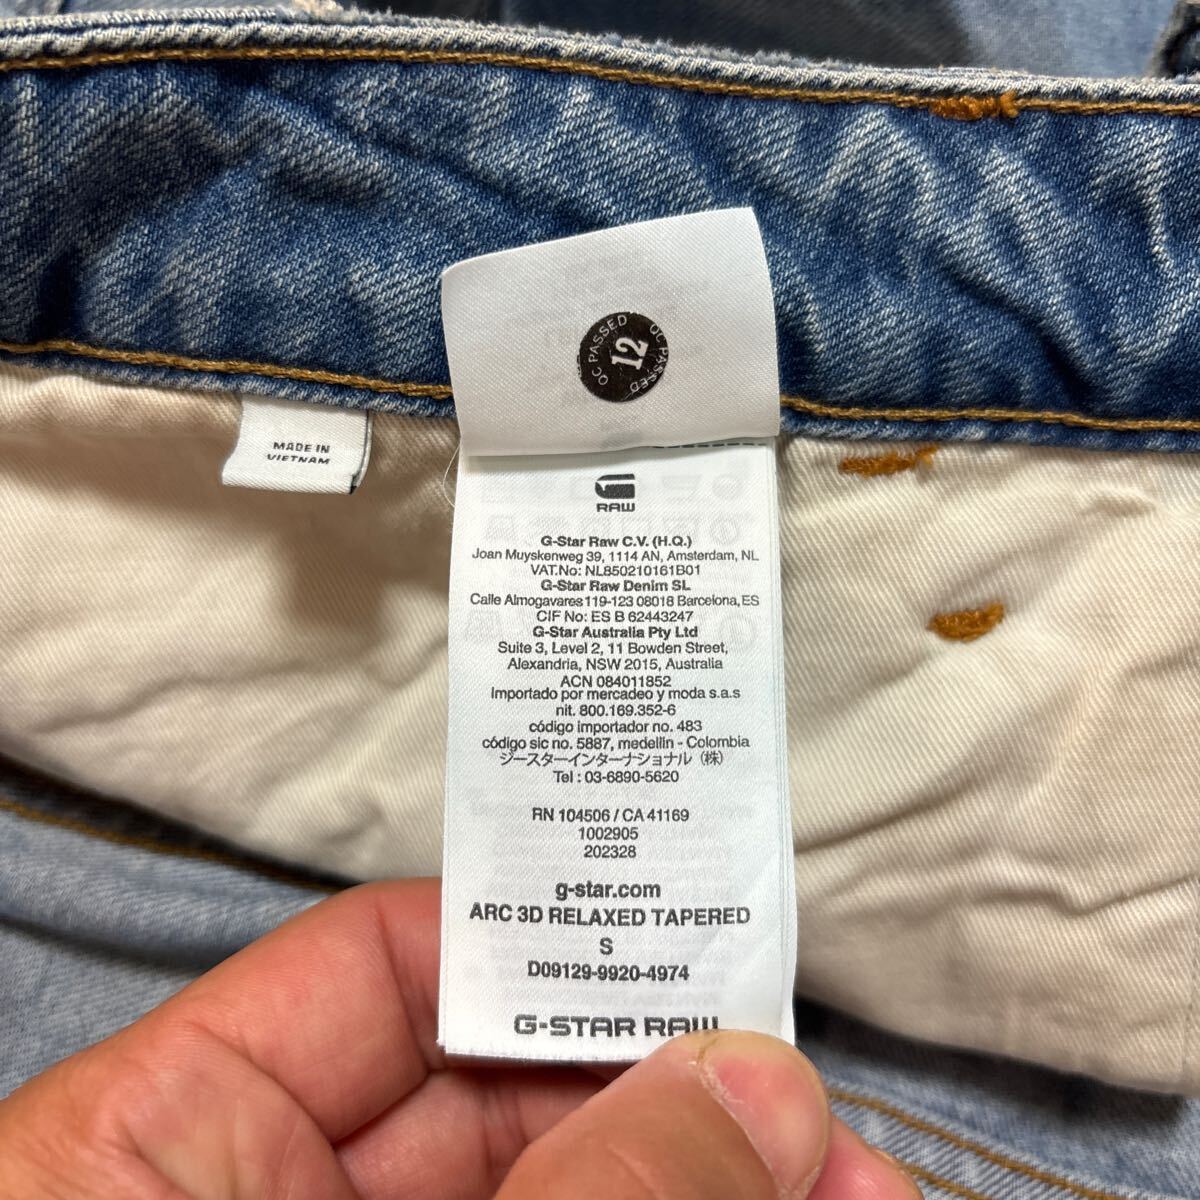 QC PASSED
12
QC PASSED
MADE IN
VIETNAM
RAW
G-Star Raw C.V. (H.Q.)
Joan Muyskenweg 39, 1114 AN, Amsterdam, NL
VAT.No: NL850210161B01
G-Star Raw Denim SL
Calle Almogavares 119-123 08018 Barcelona, ES
CIF No: ES B 62443247
G-Star Australia Pty Ltd
Suite 3, Level 2, 11 Bowden Street,
Alexandria, NSW 2015, Australia
ACN 084011852
Importado por mercadeo y moda s.a.s
nit. 800.169.352-6
código importador no. 483
código sic no. 5887, medellin - Colombia
ジースターインターナショナル (株)
Tel : 03-6890-5620
RN 104506 / CA 41169
1002905
202328
g-star.com
ARC 3D RELAXED TAPERED
S
D09129-9920-4974
G-STAR RAW